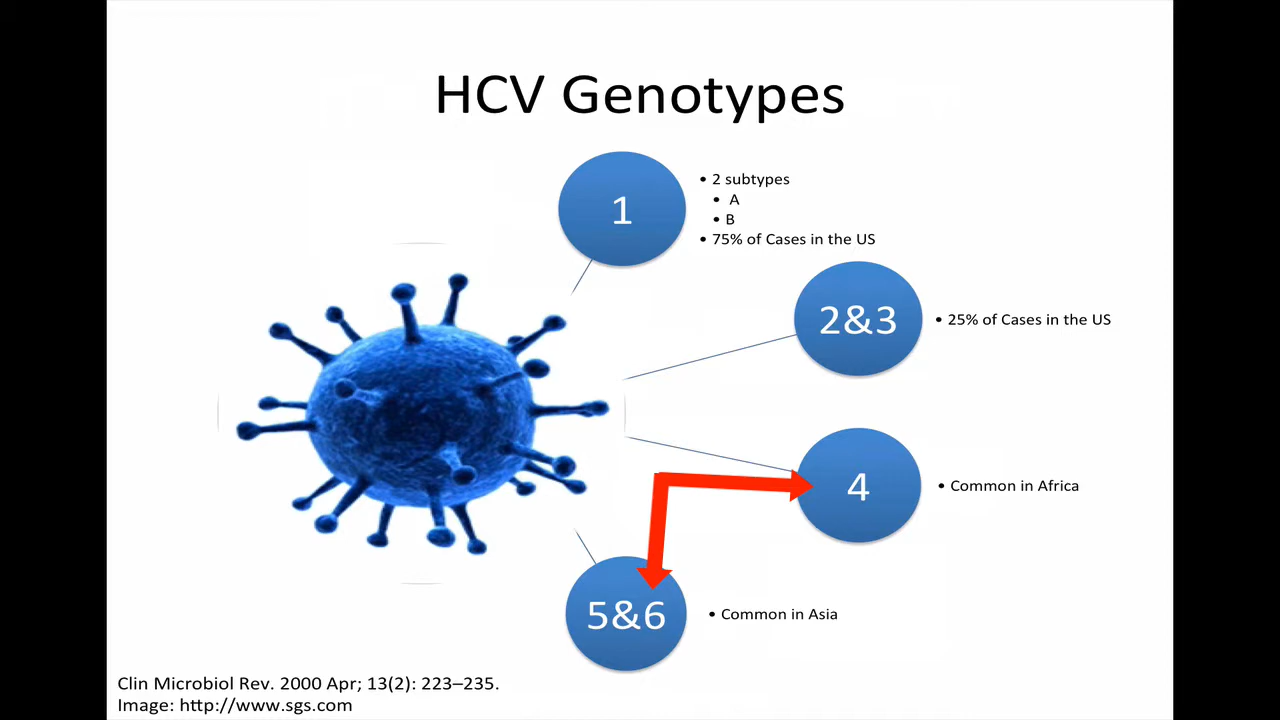 HCV Genotypes
1
• 2 subtypes
• A
• B
• 75% of Cases in the US
2&3
• 25% of Cases in the US
4
• Common in Africa
5&6
• Common in Asia
Clin Microbiol Rev. 2000 Apr; 13(2): 223–235.
Image: http://www.sgs.com